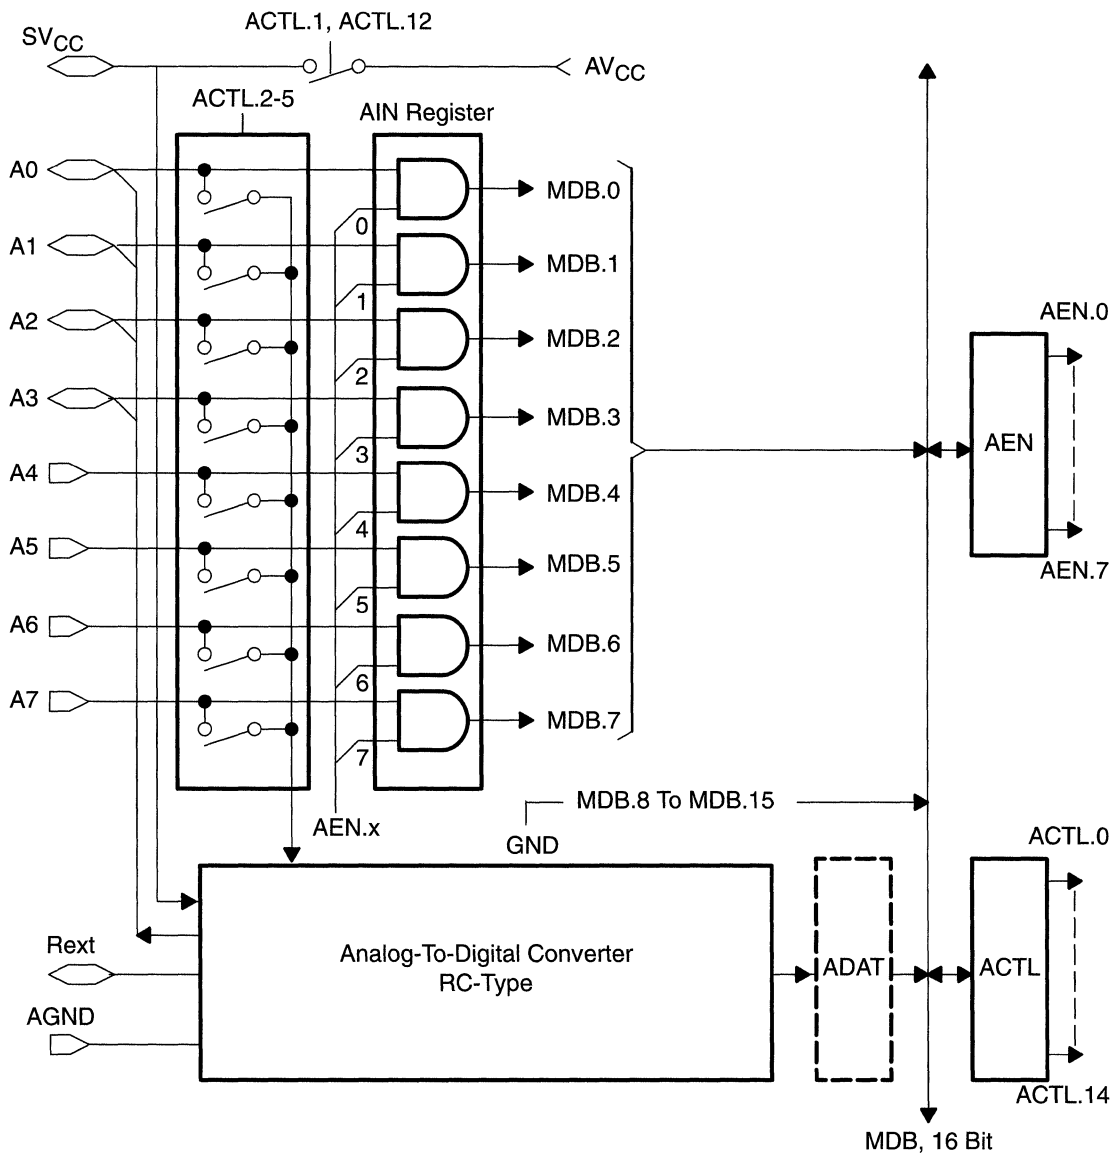 ACTL.1, ACTL.12
SVCC
AVCC
ACTL.2-5
AIN Register
A0
MDB.0
0
A1
MDB.1
1
A2
MDB.2
2
A3
MDB.3
3
A4
MDB.4
4
A5
MDB.5
5
A6
MDB.6
6
A7
MDB.7
7
AEN.0
AEN
AEN.7
AEN.x
MDB.8 To MDB.15
GND
ACTL.0
Rext
Analog-To-Digital Converter
RC-Type
ADAT
ACTL
AGND
ACTL.14
MDB, 16 Bit